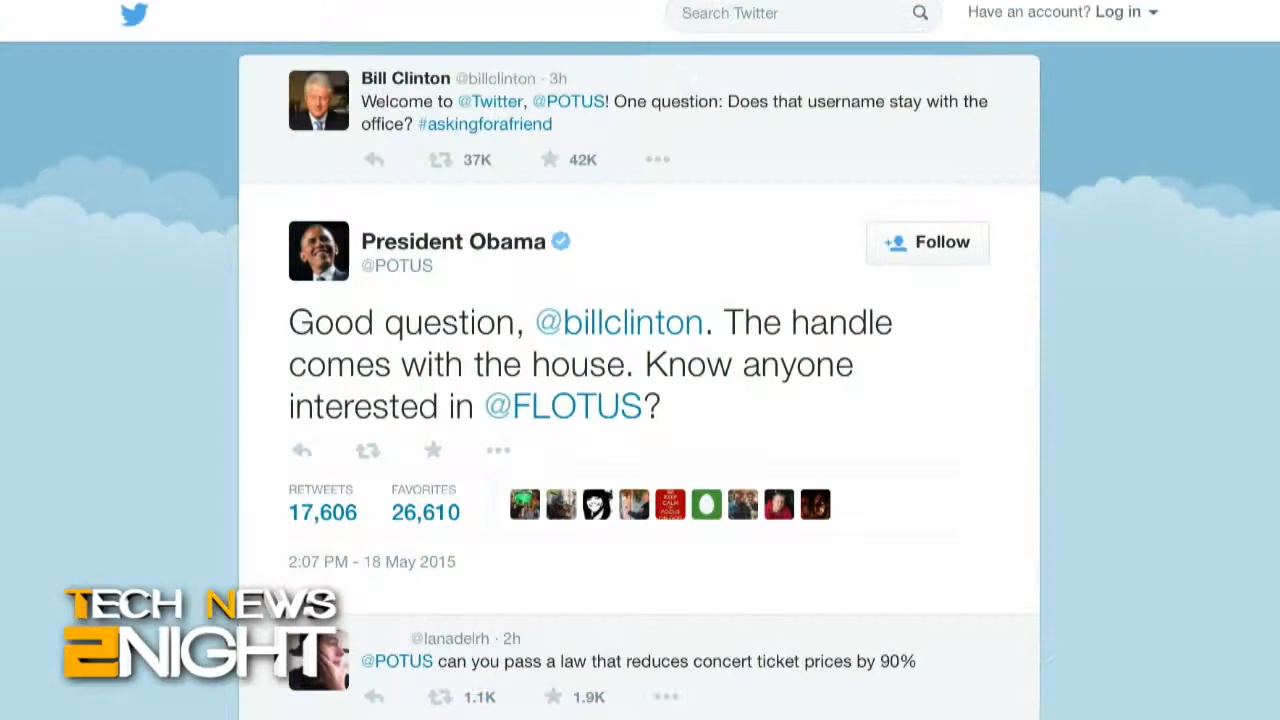 Search Twitter
Have an account? Log in
Bill Clinton @billclinton · 3h
Welcome to @Twitter, @POTUS! One question: Does that username stay with the
office? #askingforafriend
37K 42K
President Obama
@POTUS
Follow
Good question, @billclinton. The handle
comes with the house. Know anyone
interested in @FLOTUS?
RETWEETS FAVORITES
17,606 26,610
KEEP
CALM
2:07 PM - 18 May 2015
TECH NEWS
2NIGHT
@lanadelrh · 2h
@POTUS can you pass a law that reduces concert ticket prices by 90%
1.1K 1.9K